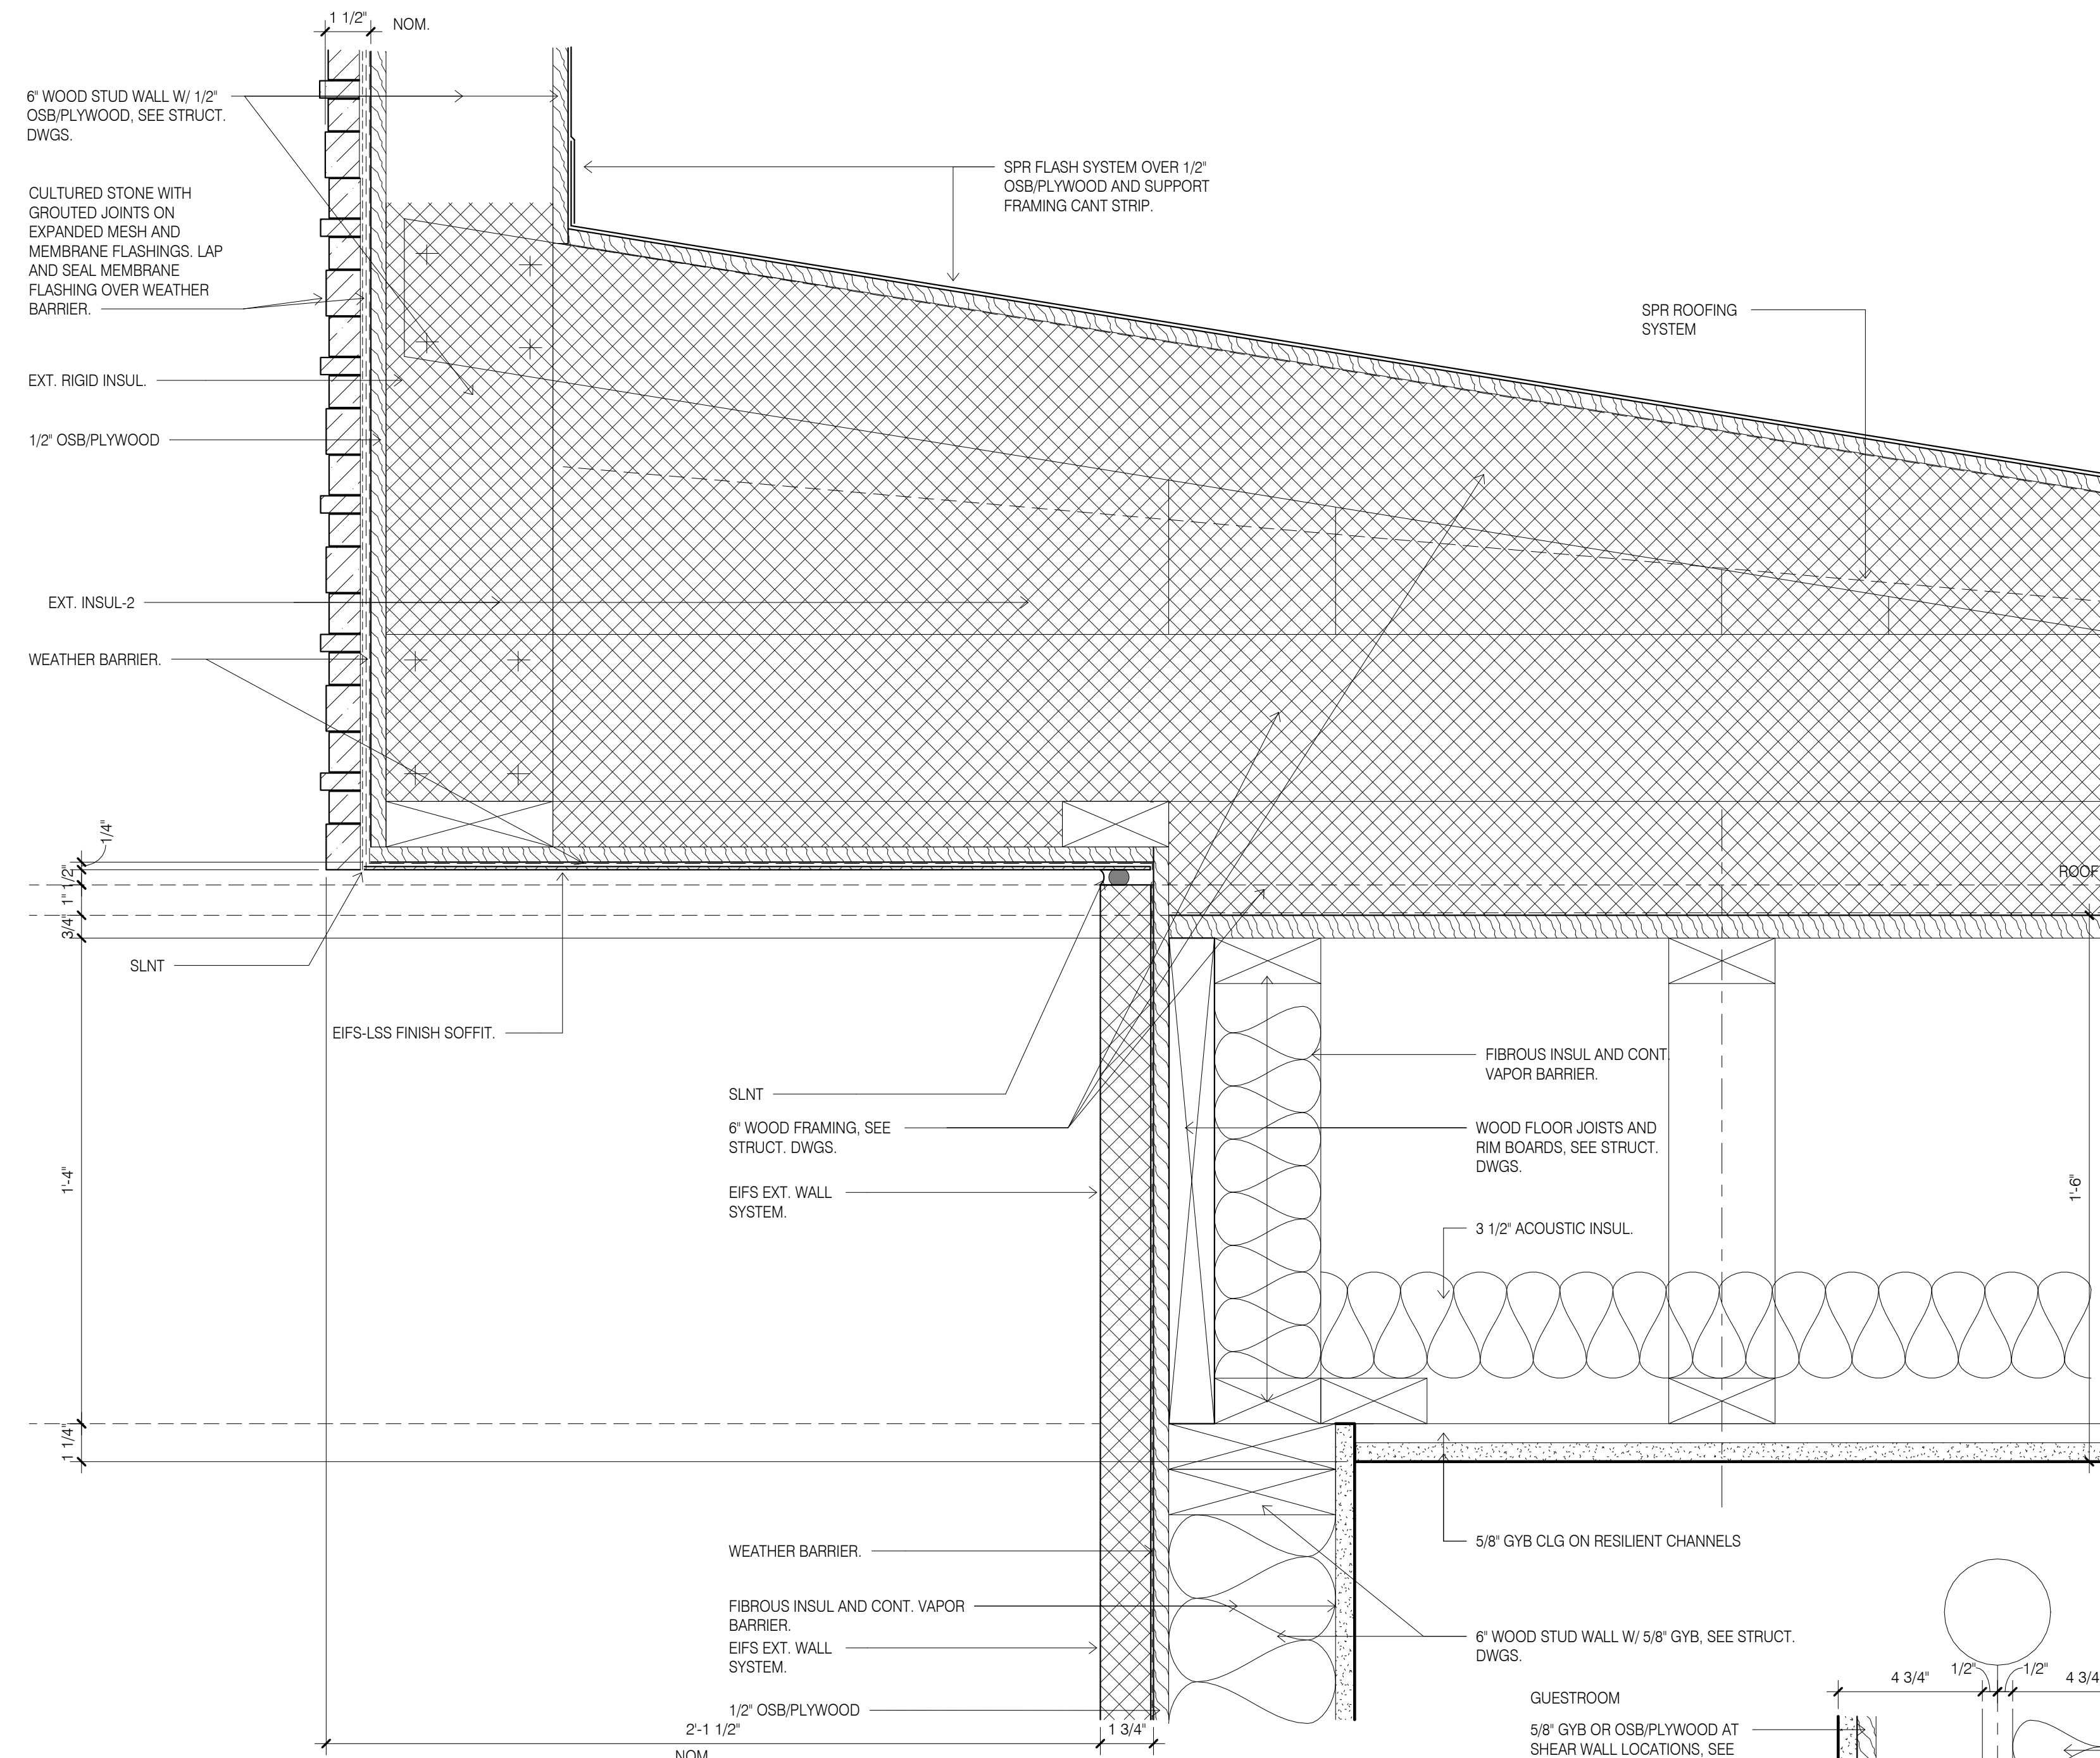 1 1/2"
NOM.
6" WOOD STUD WALL W/ 1/2"
OSB/PLYWOOD, SEE STRUCT.
DWGS.
CULTURED STONE WITH
GROUTED JOINTS ON
EXPANDED MESH AND
MEMBRANE FLASHINGS. LAP
AND SEAL MEMBRANE
FLASHING OVER WEATHER
BARRIER.
SPR FLASH SYSTEM OVER 1/2"
OSB/PLYWOOD AND SUPPORT
FRAMING CANT STRIP.
SPR ROOFING
SYSTEM
EXT. RIGID INSUL.
1/2" OSB/PLYWOOD
EXT. INSUL-2
WEATHER BARRIER.
1/4"
1/2"
1"
3/4"
ROOF
SLNT
EIFS-LSS FINISH SOFFIT.
SLNT
6" WOOD FRAMING, SEE
STRUCT. DWGS.
EIFS EXT. WALL
SYSTEM.
FIBROUS INSUL AND CONT.
VAPOR BARRIER.
WOOD FLOOR JOISTS AND
RIM BOARDS, SEE STRUCT.
DWGS.
3 1/2" ACOUSTIC INSUL.
1'-4"
1'-6"
1 1/4"
5/8" GYB CLG ON RESILIENT CHANNELS
WEATHER BARRIER.
FIBROUS INSUL AND CONT. VAPOR
BARRIER.
EIFS EXT. WALL
SYSTEM.
1/2" OSB/PLYWOOD
6" WOOD STUD WALL W/ 5/8" GYB, SEE STRUCT.
DWGS.
2'-1 1/2"
NOM.
1 3/4"
GUESTROOM
5/8" GYB OR OSB/PLYWOOD AT
SHEAR WALL LOCATIONS, SEE
4 3/4"
1/2"
1/2"
4 3/4